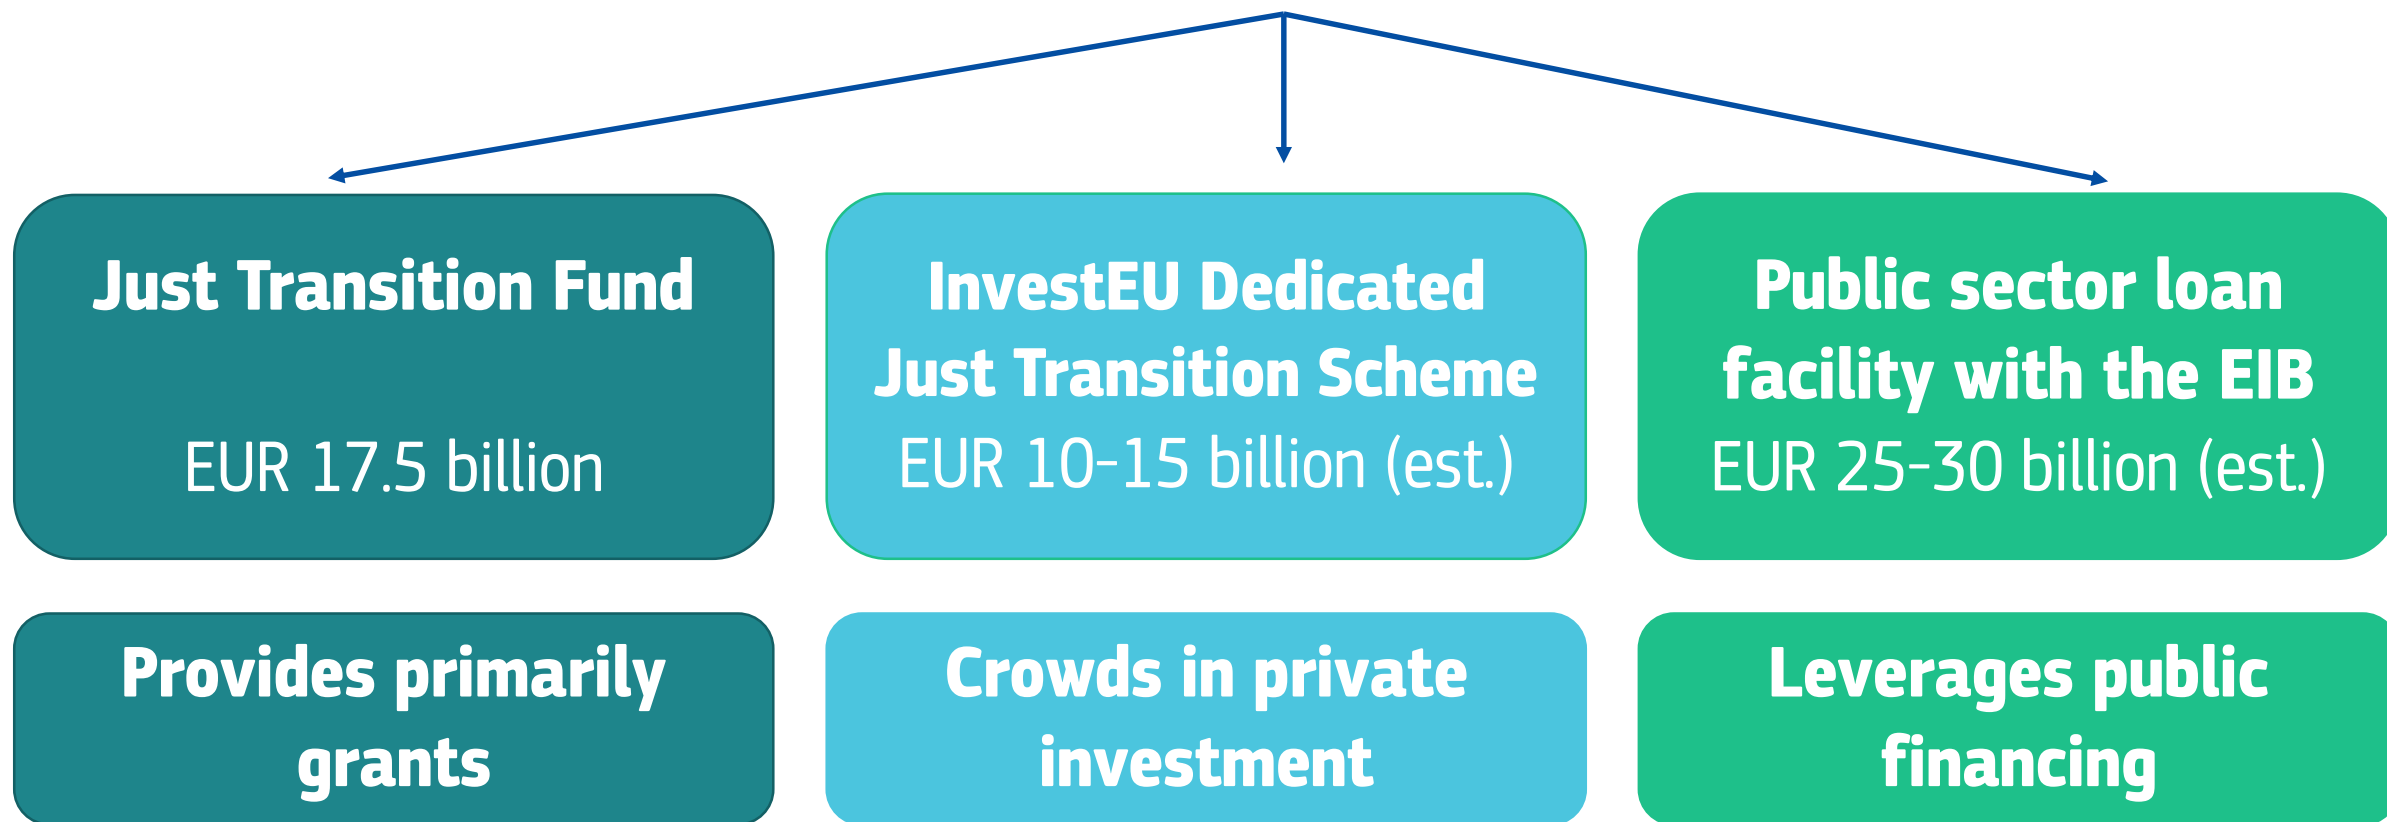 Just Transition Fund
EUR 17.5 billion
InvestEU Dedicated
Just Transition Scheme
EUR 10-15 billion (est.)
Public sector loan
facility with the EIB
EUR 25-30 billion (est.)
Provides primarily
grants
Crowds in private
investment
Leverages public
financing